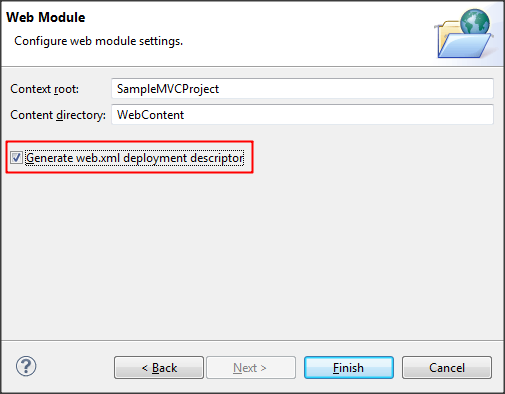 Web Module
Configure web module settings.
Context root: SampleMVCProject
Content directory: WebContent
Generate web.xml deployment descriptor
? < Back Next > Finish Cancel